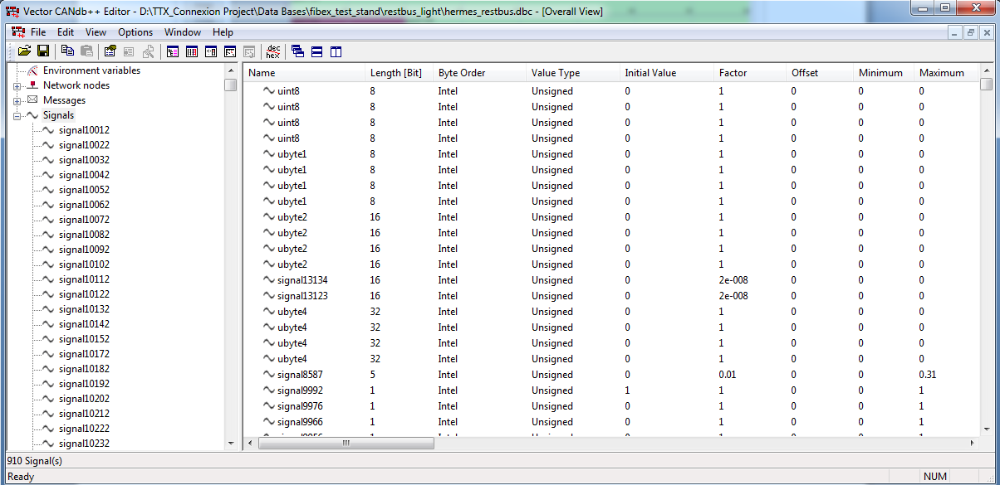 Vector CANdb++ Editor - D:\TTX_Connexion Project\Data Bases\fibex_test_stand\restbus_light\hermes_restbus.dbc - [Overall View]
File Edit View Options Window Help
dec
hex
Environment variables
Network nodes
Messages
Signals
signal10012
signal10022
signal10032
signal10042
signal10052
signal10062
signal10072
signal10082
signal10092
signal10102
signal10112
signal10122
signal10132
signal10142
signal10152
signal10172
signal10182
signal10192
signal10202
signal10212
signal10222
signal10232
Name Length [Bit] Byte Order Value Type Initial Value Factor Offset Minimum Maximum
uint8 8 Intel Unsigned 0 1 0 0 0
uint8 8 Intel Unsigned 0 1 0 0 0
uint8 8 Intel Unsigned 0 1 0 0 0
uint8 8 Intel Unsigned 0 1 0 0 0
ubyte1 8 Intel Unsigned 0 1 0 0 0
ubyte1 8 Intel Unsigned 0 1 0 0 0
ubyte1 8 Intel Unsigned 0 1 0 0 0
ubyte1 8 Intel Unsigned 0 1 0 0 0
ubyte2 16 Intel Unsigned 0 1 0 0 0
ubyte2 16 Intel Unsigned 0 1 0 0 0
ubyte2 16 Intel Unsigned 0 1 0 0 0
ubyte2 16 Intel Unsigned 0 1 0 0 0
signal13134 16 Intel Unsigned 0 2e-008 0 0 0
signal13123 16 Intel Unsigned 0 2e-008 0 0 0
ubyte4 32 Intel Unsigned 0 1 0 0 0
ubyte4 32 Intel Unsigned 0 1 0 0 0
ubyte4 32 Intel Unsigned 0 1 0 0 0
ubyte4 32 Intel Unsigned 0 1 0 0 0
signal8587 5 Intel Unsigned 0 0.01 0 0 0.31
signal9992 1 Intel Unsigned 1 1 0 0 1
signal9976 1 Intel Unsigned 0 1 0 0 1
signal9966 1 Intel Unsigned 0 1 0 0 1
910 Signal(s)
Ready NUM